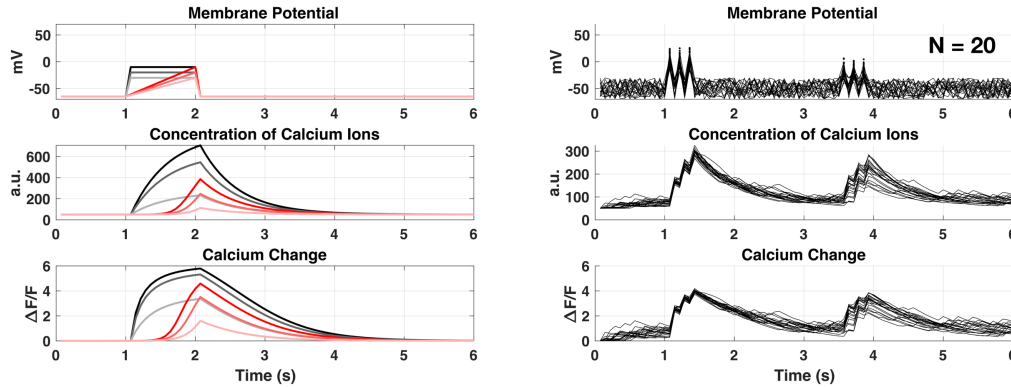 Membrane Potential
50
0
-50
mV
0 1 2 3 4 5 6
Concentration of Calcium Ions
600
400
200
0
a.u.
0 1 2 3 4 5 6
Calcium Change
6
4
2
0
ΔF/F
0 1 2 3 4 5 6
Time (s)
Membrane Potential
N = 20
50
0
-50
mV
0 1 2 3 4 5 6
Concentration of Calcium Ions
300
200
100
0
a.u.
0 1 2 3 4 5 6
Calcium Change
6
4
2
0
ΔF/F
0 1 2 3 4 5 6
Time (s)